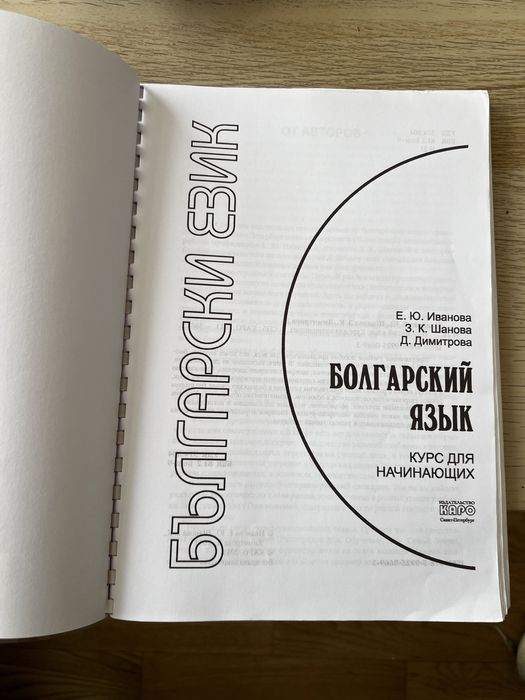 БЪЛГАРСКИ ЕЗИК
Е. Ю. Иванова
З. К. Шанова
Д. Димитрова
БОЛГАРСКИЙ
ЯЗЫК
КУРС ДЛЯ
НАЧИНАЮЩИХ
ИЗДАТЕЛЬСТВО
КАРО
Санкт-Петербург